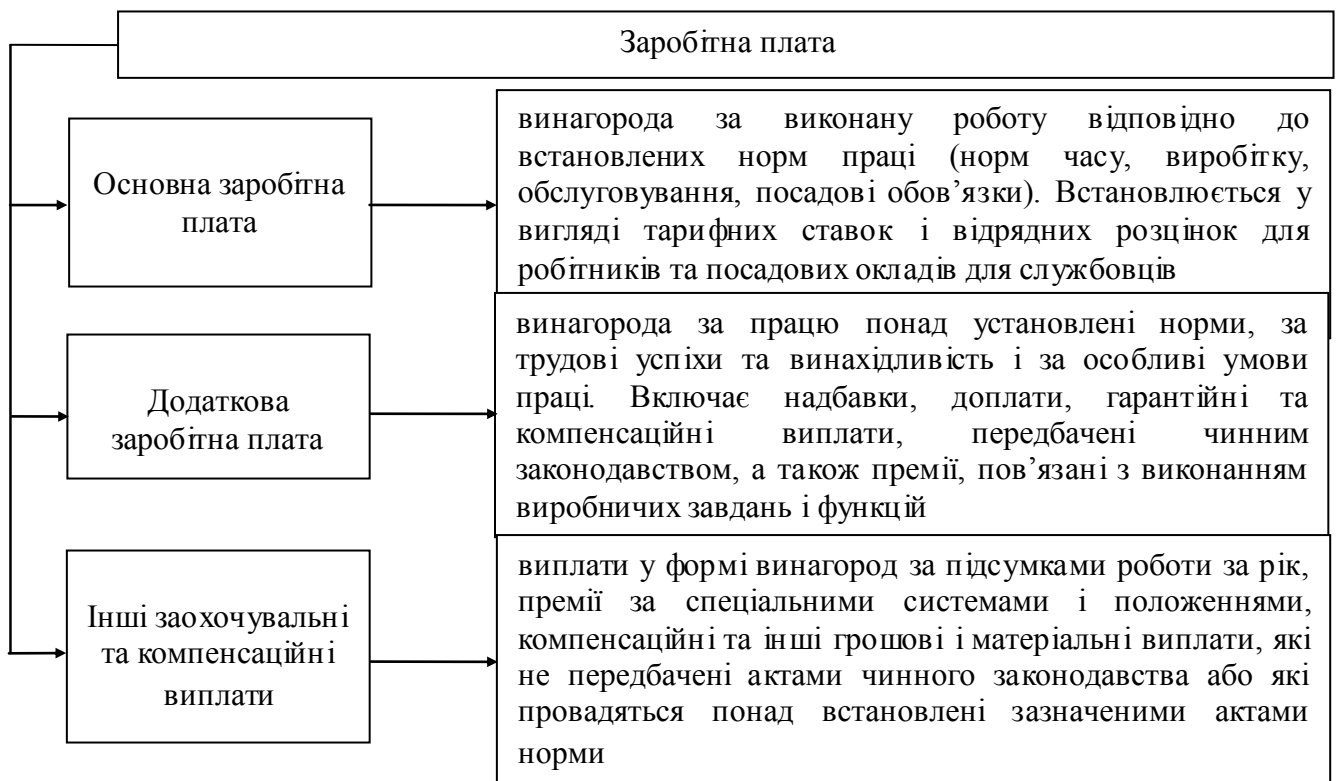 Заробітна плата
Основна заробітна
плата
винагорода за виконану роботу відповідно до
встановлених норм праці (норм часу, виробітку,
обслуговування, посадові обов’язки). Встановлюється у
вигляді тарифних ставок і відрядних розцінок для
робітників та посадових окладів для службовців
Додаткова
заробітна плата
винагорода за працю понад установлені норми, за
трудові успіхи та винахідливість і за особливі умови
праці. Включає надбавки, доплати, гарантійні та
компенсаційні виплати, передбачені чинним
законодавством, а також премії, пов’язані з виконанням
виробничих завдань і функцій
Інші заохочувальні
та компенсаційні
виплати
виплати у формі винагород за підсумками роботи за рік,
премії за спеціальними системами і положеннями,
компенсаційні та інші грошові і матеріальні виплати, які
не передбачені актами чинного законодавства або які
провадяться понад встановлені зазначеними актами
норми